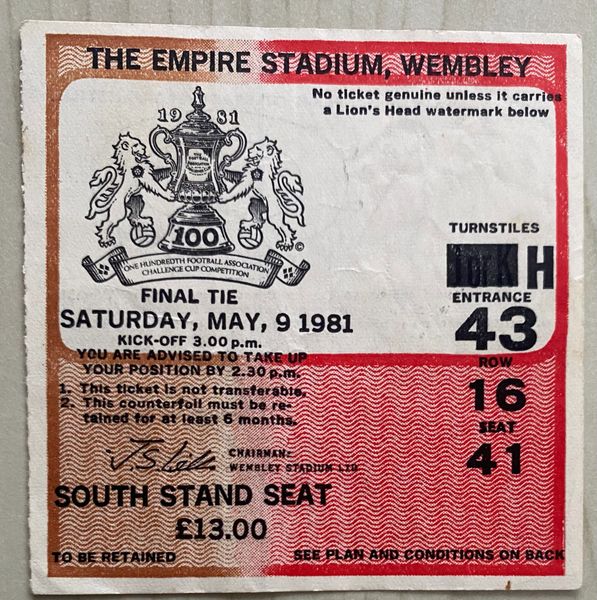 THE EMPIRE STADIUM, WEMBLEY
No ticket genuine unless it carries
a Lion's Head watermark below
1981
THE
FOOTBALL
ASSOCIATION
100
ONE HUNDREDTH FOOTBALL ASSOCIATION
CHALLENGE CUP COMPETITION
©
TURNSTILES
H
ENTRANCE
43
ROW
16
SEAT
41
FINAL TIE
SATURDAY, MAY, 9 1981
KICK-OFF 3.00 p.m.
YOU ARE ADVISED TO TAKE UP
YOUR POSITION BY 2.30 p.m.
1. This ticket is not transferable.
2. This counterfoil must be re-
tained for at least 6 months.
CHAIRMAN:
WEMBLEY STADIUM LTD
SOUTH STAND SEAT
£13.00
TO BE RETAINED
SEE PLAN AND CONDITIONS ON BACK